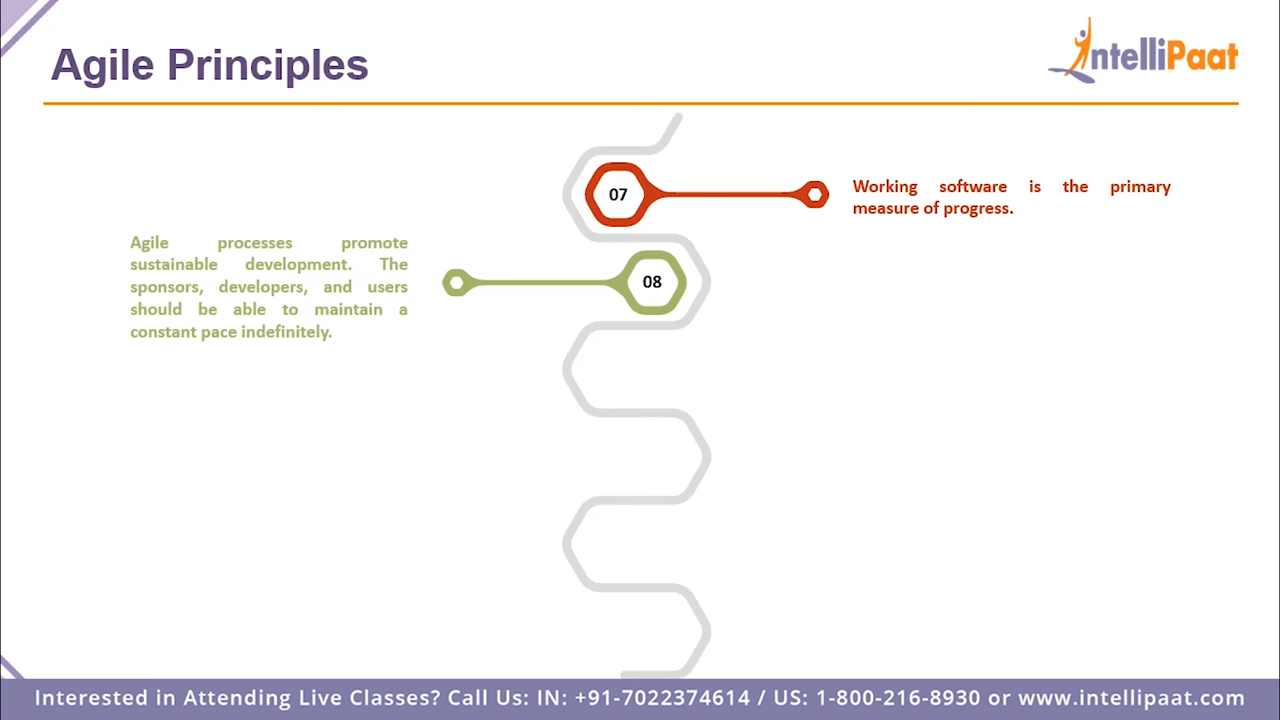 Agile Principles
IntelliPaat
07
Working software is the primary
measure of progress.
Agile processes promote
sustainable development. The
sponsors, developers, and users
should be able to maintain a
constant pace indefinitely.
08
Interested in Attending Live Classes? Call Us: IN: +91-7022374614 / US: 1-800-216-8930 or www.intellipaat.com